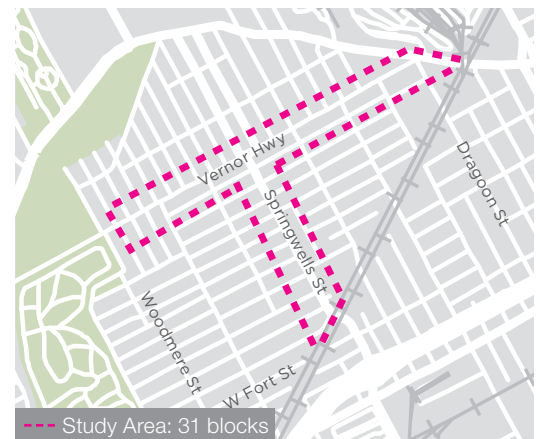 Vernor Hwy
Dragoon St
Springwells St
Woodmere St
W Fort St
Study Area: 31 blocks